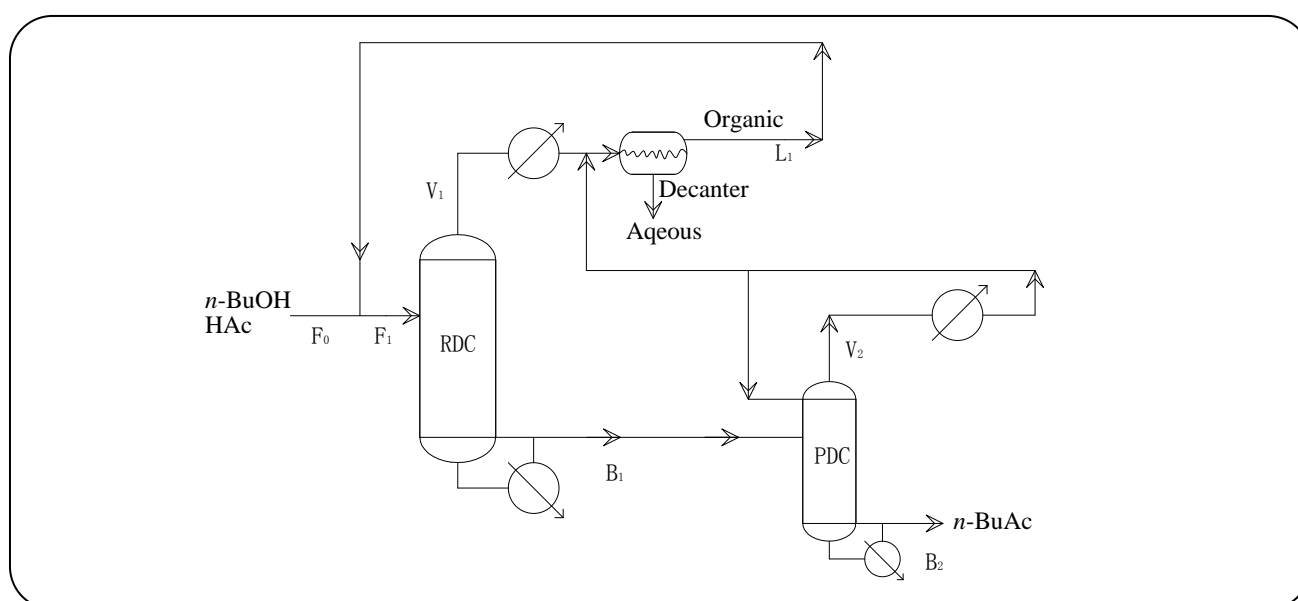 Organic
L₁
Decanter
V₁
Aqeous
n-BuOH
HAc
F₀
F₁
RDC
V₂
PDC
B₁
n-BuAc
B₂